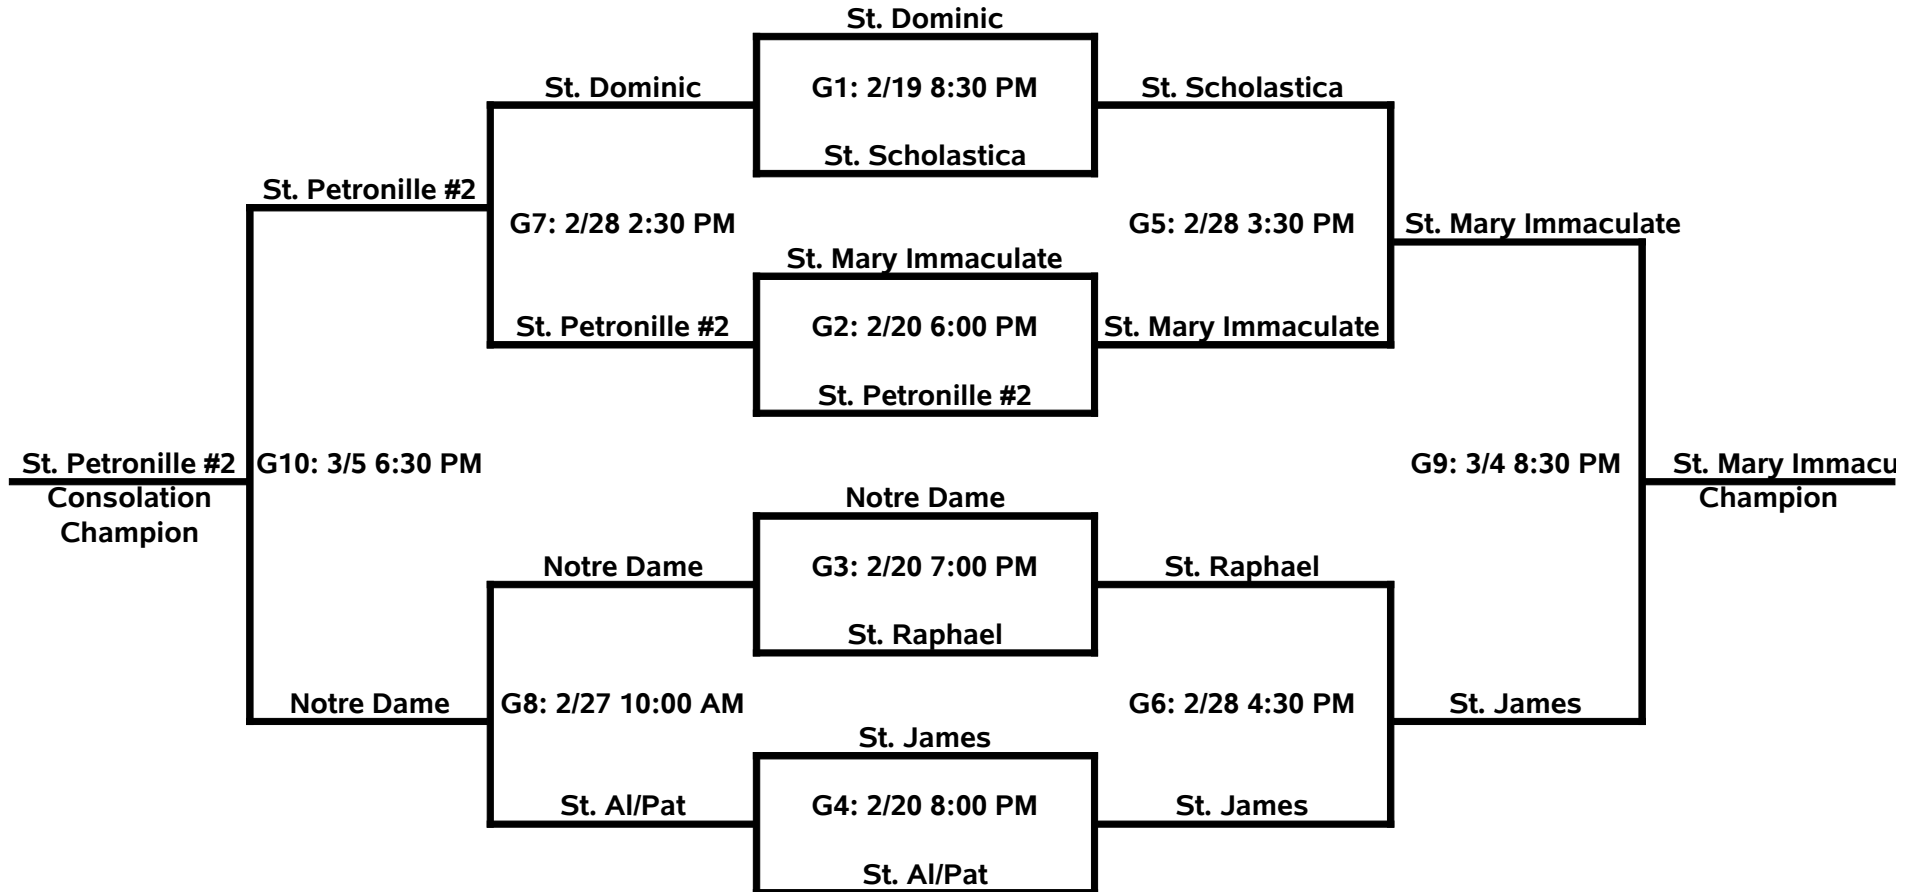 St. Dominic
St. Dominic
G1: 2/19 8:30 PM
St. Scholastica
St. Scholastica
St. Petronille #2
G7: 2/28 2:30 PM
G5: 2/28 3:30 PM
St. Mary Immaculate
St. Mary Immaculate
St. Petronille #2
G2: 2/20 6:00 PM
St. Mary Immaculate
St. Petronille #2
St. Petronille #2
G10: 3/5 6:30 PM
G9: 3/4 8:30 PM
St. Mary Immacu
Consolation
Champion
Champion
Notre Dame
Notre Dame
G3: 2/20 7:00 PM
St. Raphael
St. Raphael
Notre Dame
G8: 2/27 10:00 AM
G6: 2/28 4:30 PM
St. James
St. James
St. Al/Pat
G4: 2/20 8:00 PM
St. James
St. Al/Pat